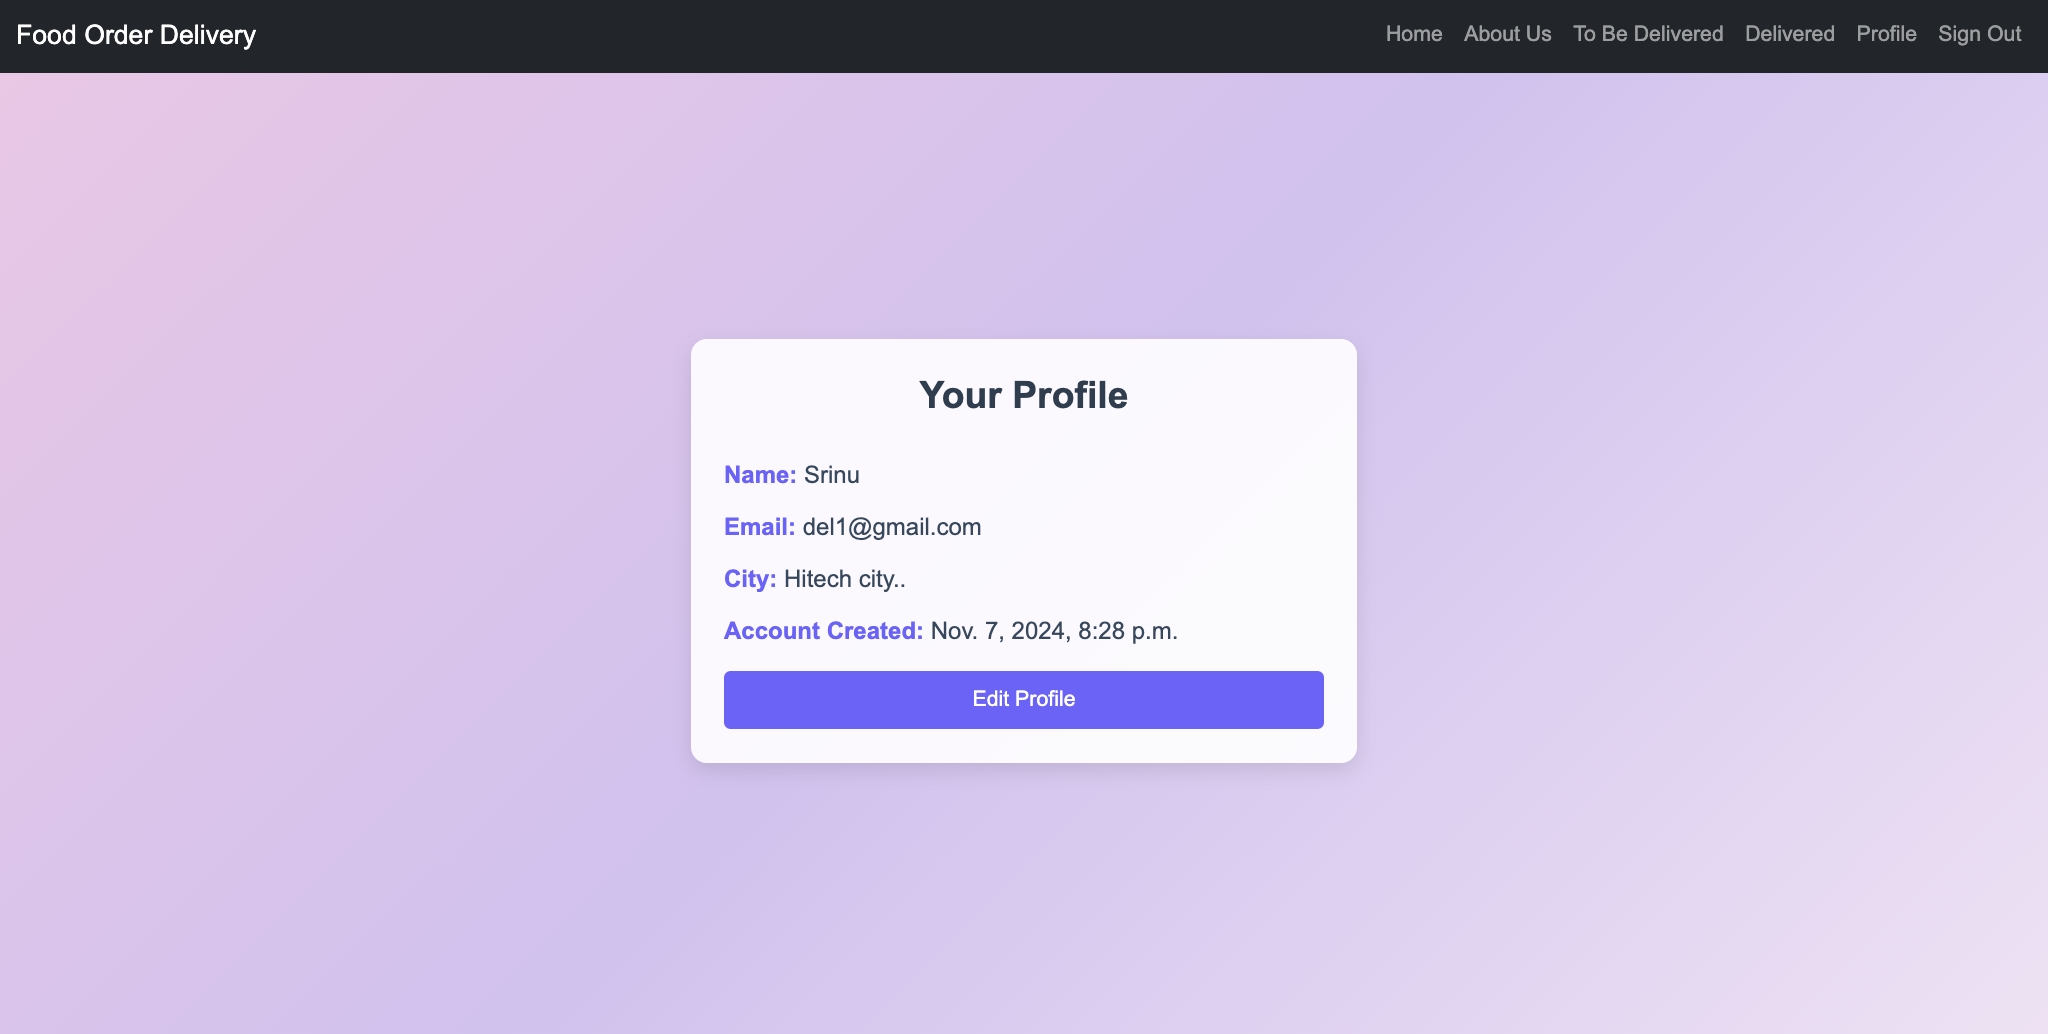 Food Order Delivery
Home About Us To Be Delivered Delivered Profile Sign Out
Your Profile
Name: Srinu
Email: del1@gmail.com
City: Hitech city..
Account Created: Nov. 7, 2024, 8:28 p.m.
Edit Profile